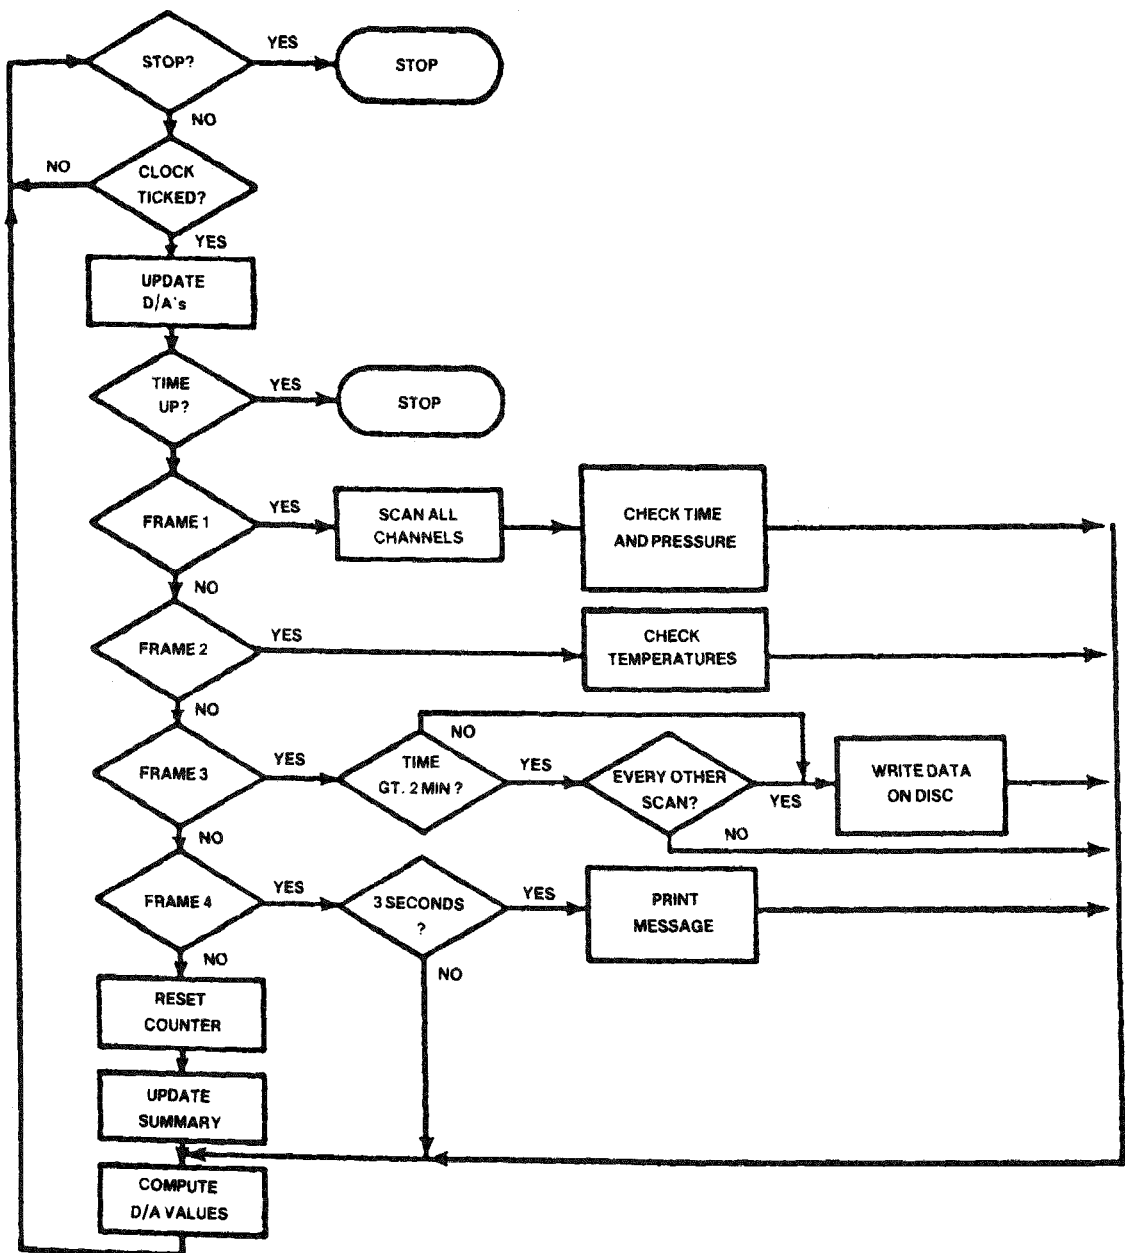 STOP?
YES
STOP
NO
NO
CLOCK
TICKED?
YES
UPDATE
D/A's
TIME
UP?
YES
STOP
FRAME 1
YES
SCAN ALL
CHANNELS
CHECK TIME
AND PRESSURE
NO
FRAME 2
YES
CHECK
TEMPERATURES
NO
FRAME 3
YES
TIME
GT. 2 MIN ?
NO
YES
EVERY OTHER
SCAN?
YES
NO
WRITE DATA
ON DISC
NO
FRAME 4
YES
3 SECONDS
?
YES
PRINT
MESSAGE
NO
NO
RESET
COUNTER
UPDATE
SUMMARY
COMPUTE
D/A VALUES